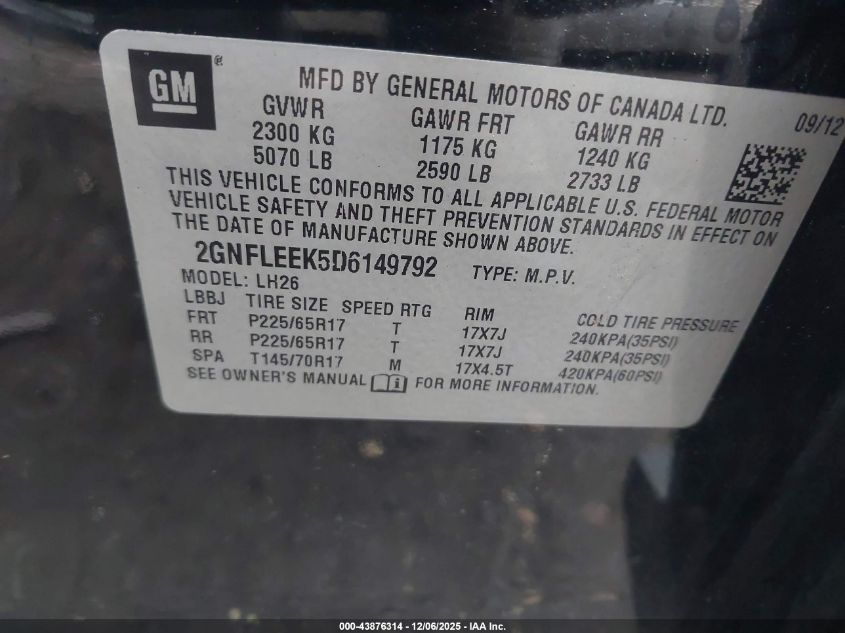 GM ®
MFD BY GENERAL MOTORS OF CANADA LTD.
09/12
GVWR GAWR FRT GAWR RR
2300 KG 1175 KG 1240 KG
5070 LB 2590 LB 2733 LB
THIS VEHICLE CONFORMS TO ALL APPLICABLE U.S. FEDERAL MOTOR
VEHICLE SAFETY AND THEFT PREVENTION STANDARDS IN EFFECT ON
THE DATE OF MANUFACTURE SHOWN ABOVE.
2GNFLEEK5D6149792 TYPE: M.P.V.
MODEL: LH26
LBBJ TIRE SIZE SPEED RTG RIM COLD TIRE PRESSURE
FRT P225/65R17 T 17X7J 240KPA(35PSI)
RR P225/65R17 T 17X7J 240KPA(35PSI)
SPA T145/70R17 M 17X4.5T 420KPA(60PSI)
SEE OWNER'S MANUAL i FOR MORE INFORMATION.
000-43876314 - 12/06/2025 - IAA Inc.